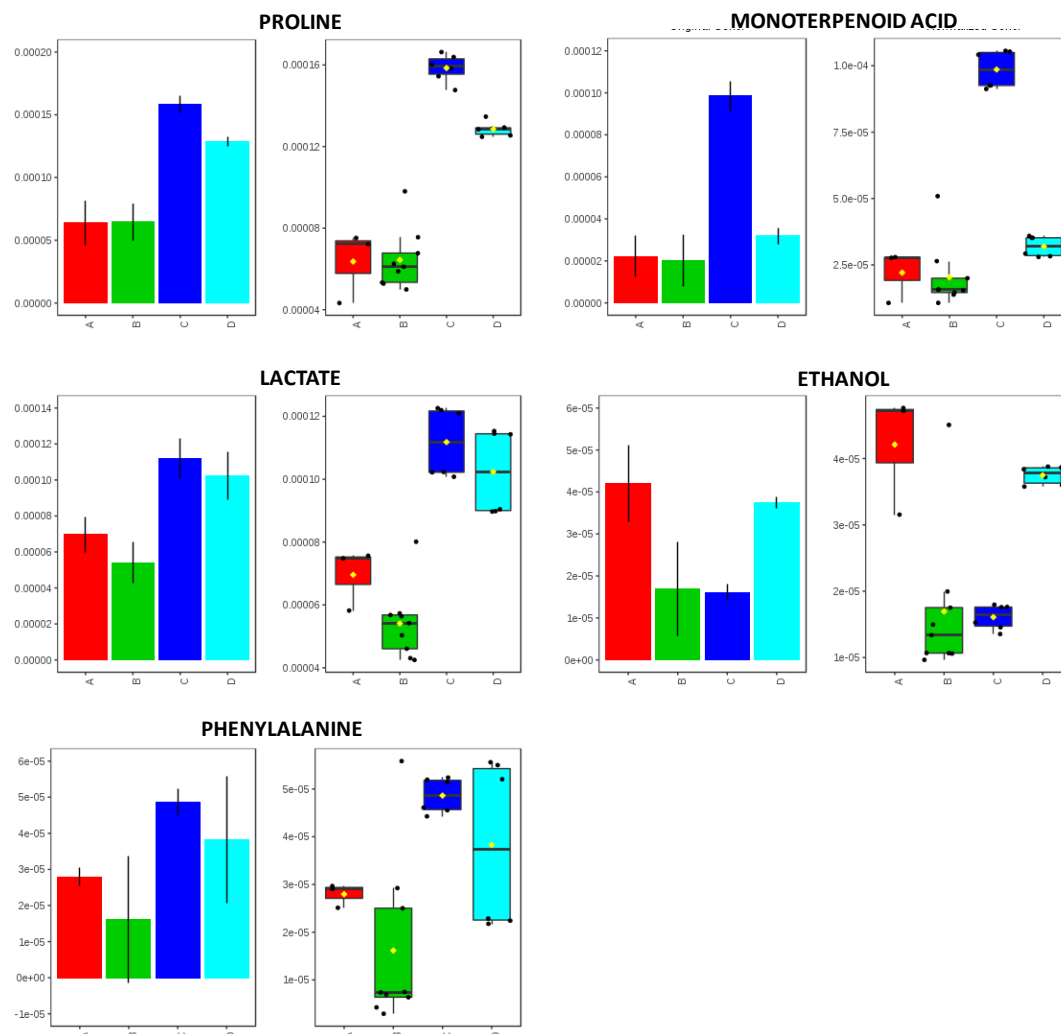 PROLINE
0.00020
0.00015
0.00010
0.00005
0.00000
A
B
C
D
0.00016
0.00012
0.00008
0.00004
A
B
C
D
MONOTERPENOID ACID
0.00012
0.00010
0.00008
0.00006
0.00004
0.00002
0.00000
A
B
C
D
1.0e-04
7.5e-05
5.0e-05
2.5e-05
A
B
C
D
LACTATE
0.00014
0.00012
0.00010
0.00008
0.00006
0.00004
0.00002
0.00000
A
B
C
D
0.00012
0.00010
0.00008
0.00006
0.00004
A
B
C
D
ETHANOL
6e-05
5e-05
4e-05
3e-05
2e-05
1e-05
0e+00
A
B
C
D
4e-05
3e-05
2e-05
1e-05
A
B
C
D
PHENYLALANINE
6e-05
5e-05
4e-05
3e-05
2e-05
1e-05
0e+00
-1e-05
5e-05
4e-05
3e-05
2e-05
1e-05